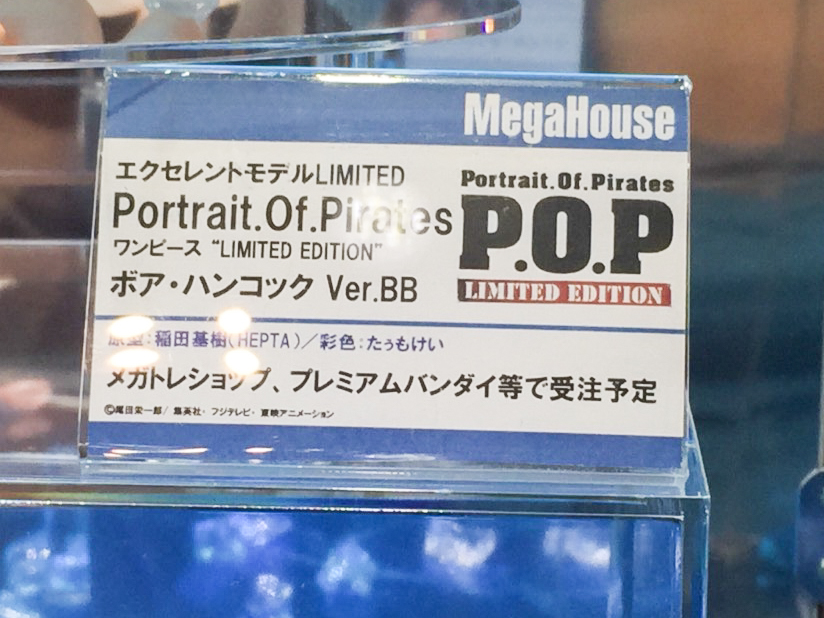 MegaHouse
エクセレントモデルLIMITED
Portrait.Of.Pirates
ワンピース “LIMITED EDITION”
ボア・ハンコック Ver.BB
Portrait.Of.Pirates
P.O.P
LIMITED EDITION
原型:稲田基樹(HEPTA)/彩色:たぅもけい
メガトレショップ、プレミアムバンダイ等で受注予定
©尾田栄一郎/集英社・フジテレビ・東映アニメーション